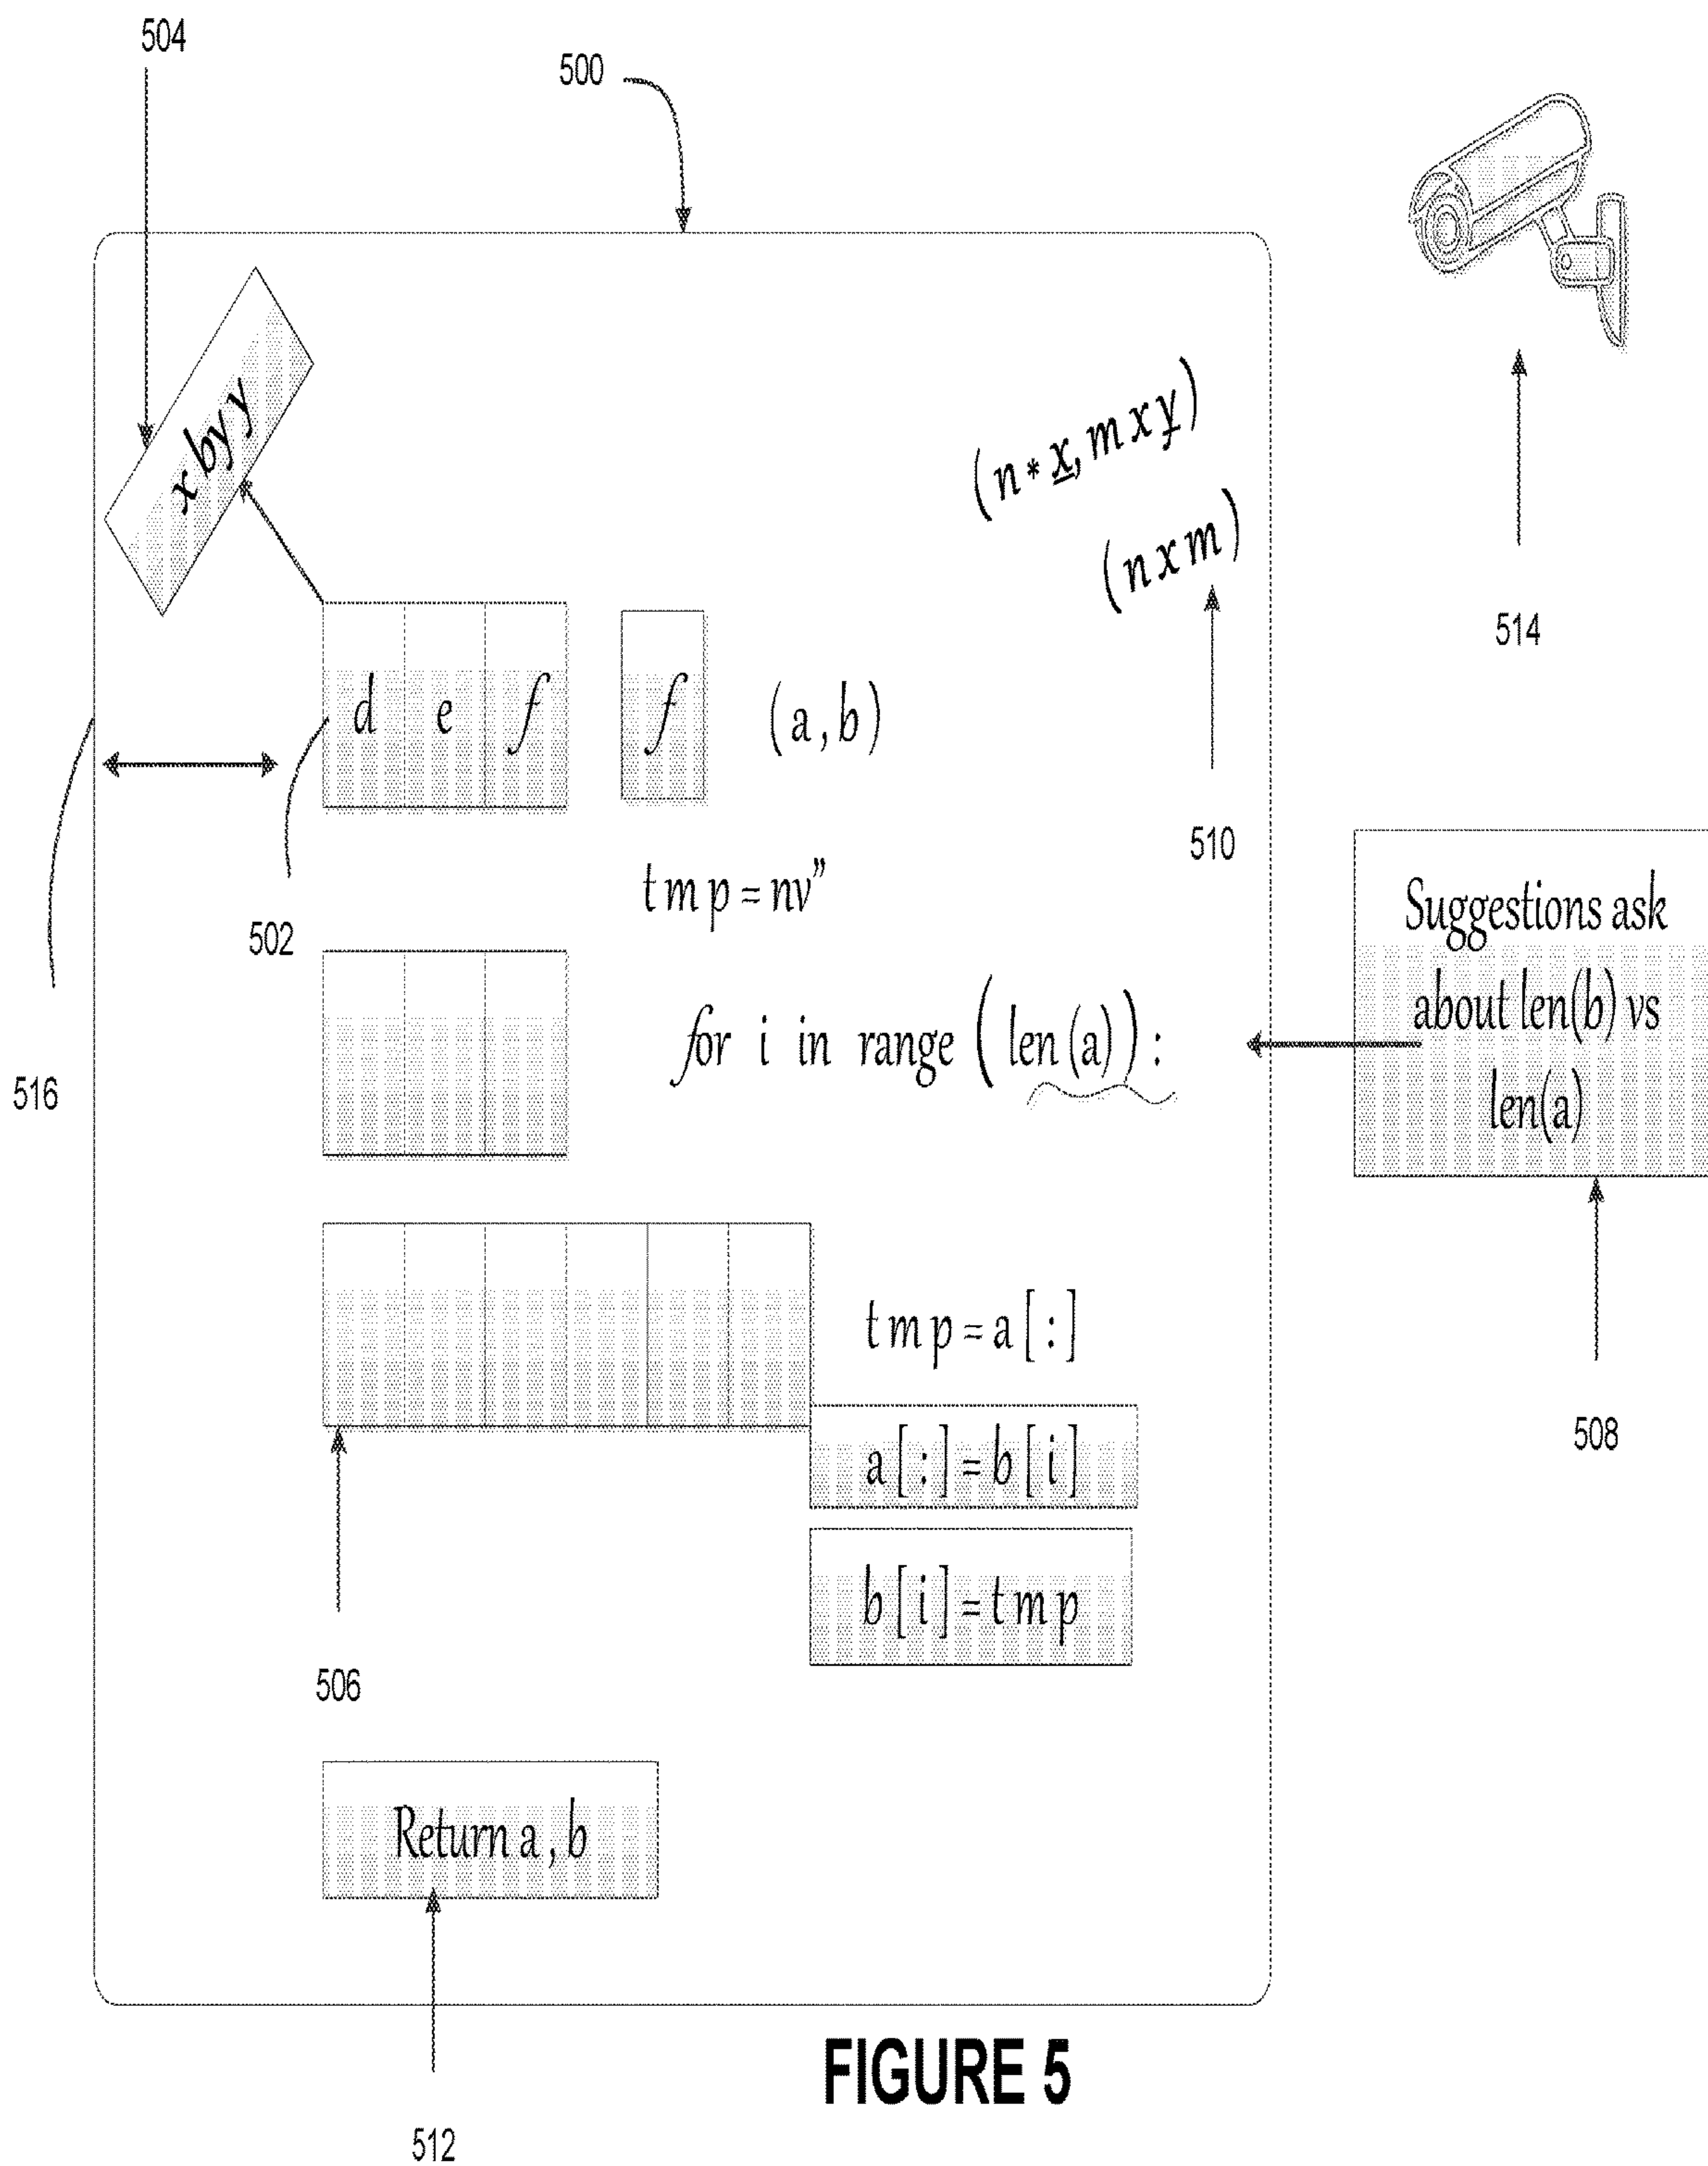 504
500
x by y
(n * x, m x y)
(n x m)
514
d e f f (a, b)
510
tmp = nv”
502
Suggestions ask
about len(b) vs
len(a)
for i in range (len (a)) :
516
tmp = a [ : ]
a [ : ] = b [ i ]
508
b [ i ] = tmp
506
Return a, b
FIGURE 5
512